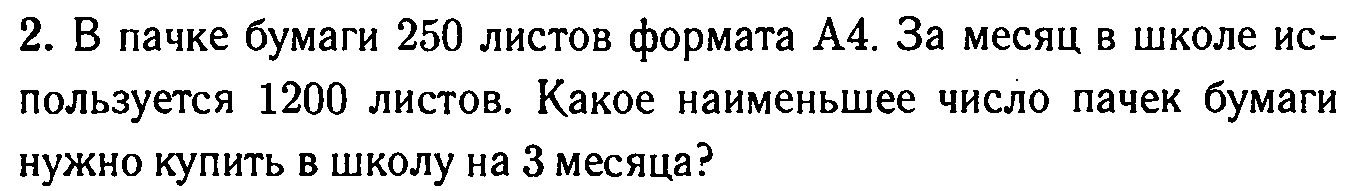 2. В пачке бумаги 250 листов формата А4. За месяц в школе ис-
пользуется 1200 листов. Какое наименьшее число пачек бумаги
нужно купить в школу на 3 месяца?